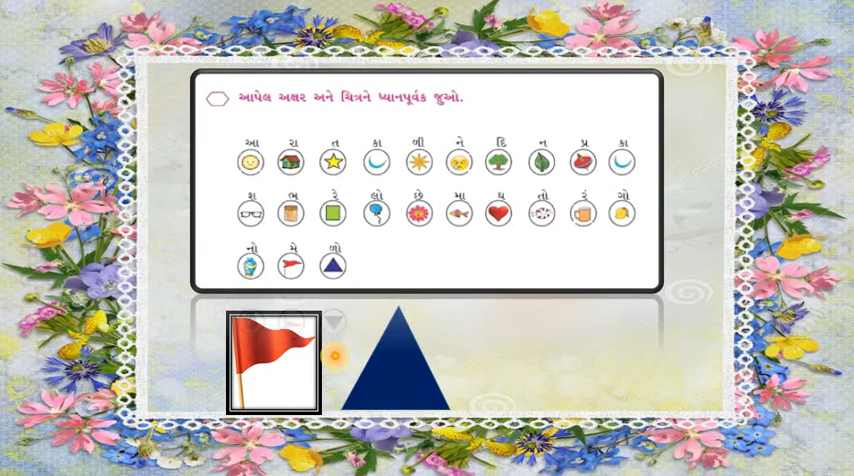 આપેલ અક્ષર અને ચિત્રને ધ્યાનપૂર્વક જુઓ.
આ રા ત કા ળી ને દિ ન પ્ર કા
શ ભ રે લો છે મા ઘ તો રં ગો
નો મે ળો